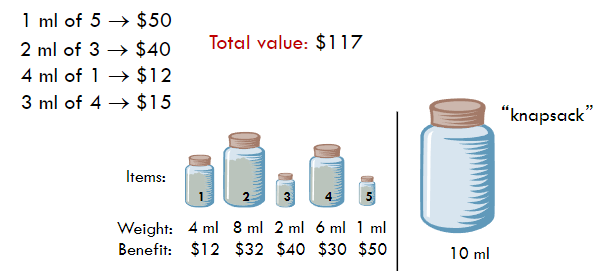 1 ml of 5 → $50
2 ml of 3 → $40
4 ml of 1 → $12
3 ml of 4 → $15
Total value: $117
“knapsack”
Items:
1 2 3 4 5
Weight: 4 ml 8 ml 2 ml 6 ml 1 ml
Benefit: $12 $32 $40 $30 $50
10 ml